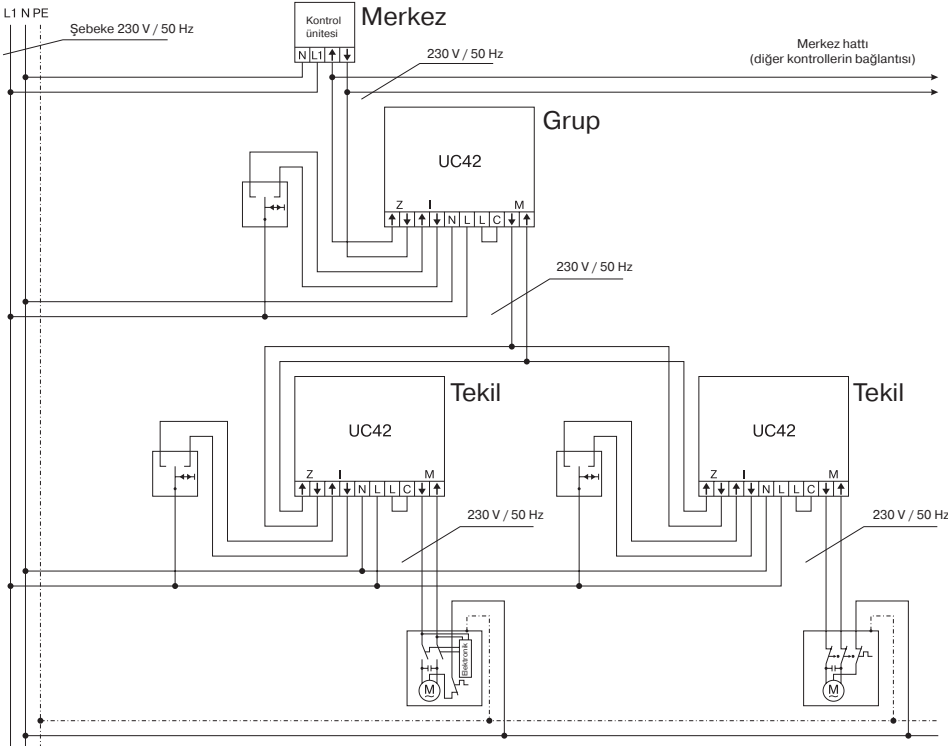 L1 N PE
Şebeke 230 V / 50 Hz
Kontrol
ünitesi
Merkez
N L1
230 V / 50 Hz
Merkez hattı
(diğer kontrollerin bağlantısı)
Grup
UC42
Z I M
N L L C
230 V / 50 Hz
Tekil
UC42
Z I M
N L L C
230 V / 50 Hz
Tekil
UC42
Z I M
N L L C
230 V / 50 Hz
Elektronik
M
M